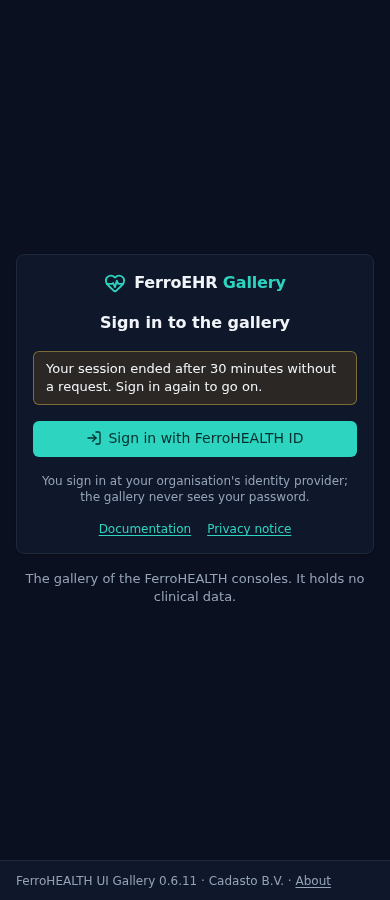 FerroEHR Gallery
Sign in to the gallery
Your session ended after 30 minutes without
a request. Sign in again to go on.
Sign in with FerroHEALTH ID
You sign in at your organisation's identity provider;
the gallery never sees your password.
Documentation Privacy notice
The gallery of the FerroHEALTH consoles. It holds no
clinical data.
FerroHEALTH UI Gallery 0.6.11 · Cadasto B.V. · About